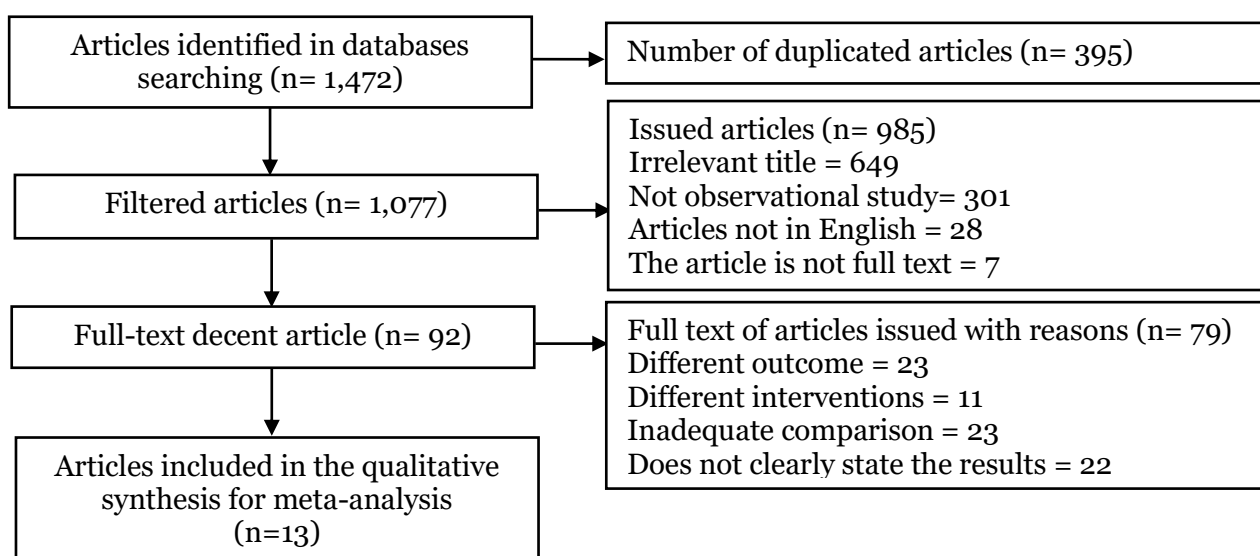 Articles identified in databases
searching (n= 1,472)
Number of duplicated articles (n= 395)
Issued articles (n= 985)
Irrelevant title = 649
Not observational study= 301
Articles not in English = 28
The article is not full text = 7
Filtered articles (n= 1,077)
Full-text decent article (n= 92)
Full text of articles issued with reasons (n= 79)
Different outcome = 23
Different interventions = 11
Inadequate comparison = 23
Does not clearly state the results = 22
Articles included in the qualitative
synthesis for meta-analysis
(n=13)